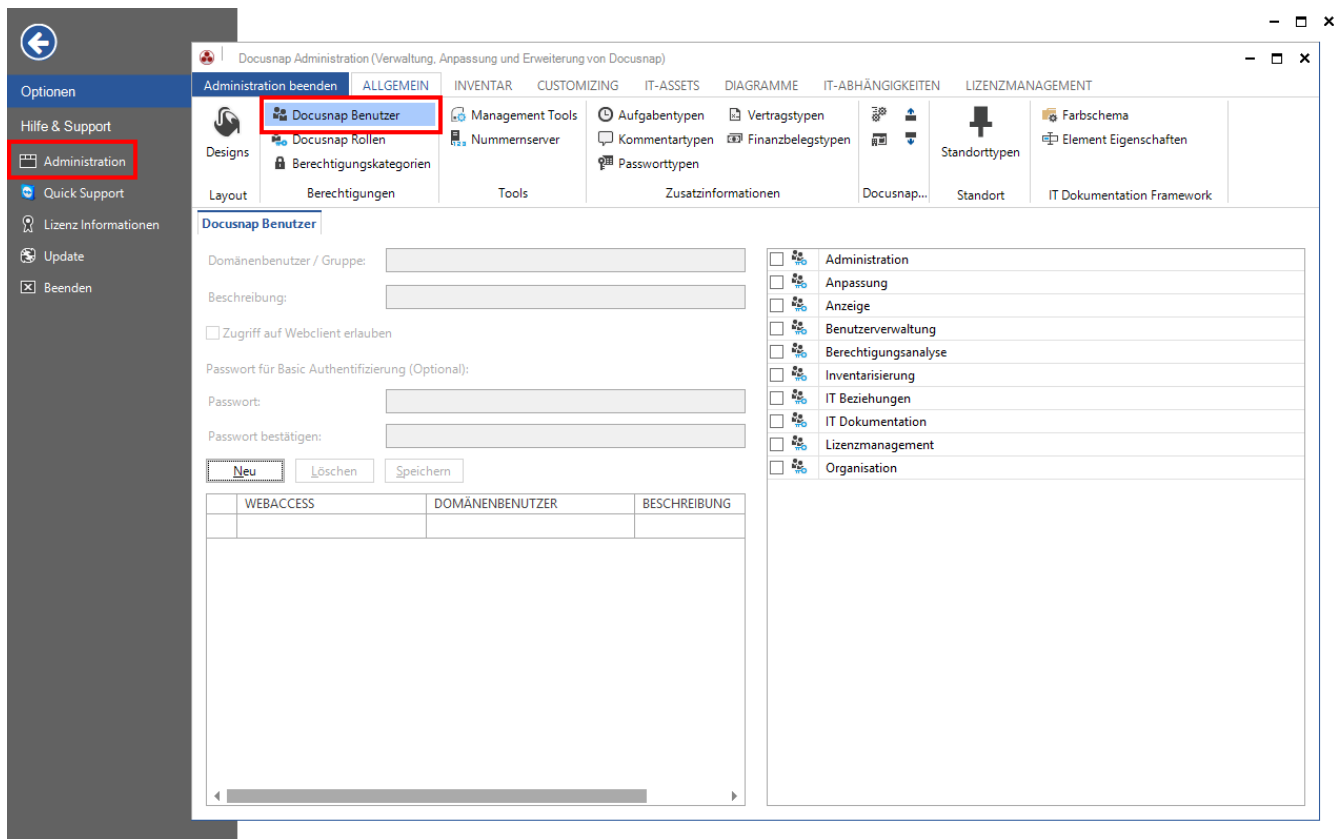 Docusnap Administration (Verwaltung, Anpassung und Erweiterung von Docusnap)
Optionen
Hilfe & Support
Administration
Quick Support
Lizenz Informationen
Update
Beenden
Administration beenden ALLGEMEIN INVENTAR CUSTOMIZING IT-ASSETS DIAGRAMME IT-ABHÄNGIGKEITEN LIZENZMANAGEMENT
Designs
Layout
Docusnap Benutzer
Docusnap Rollen
Berechtigungskategorien
Berechtigungen
Management Tools
Nummernserver
Tools
Aufgabentypen Vertragstypen
Kommentartypen Finanzbelegstypen
Passworttypen
Zusatzinformationen
Docusnap...
Standorttypen
Standort
Farbschema
Element Eigenschaften
IT Dokumentation Framework
Docusnap Benutzer
Domänenbenutzer / Gruppe:
Beschreibung:
Zugriff auf Webclient erlauben
Passwort für Basic Authentifizierung (Optional):
Passwort:
Passwort bestätigen:
Neu Löschen Speichern
WEBACCESS DOMÄNENBENUTZER BESCHREIBUNG
Administration
Anpassung
Anzeige
Benutzerverwaltung
Berechtigungsanalyse
Inventarisierung
IT Beziehungen
IT Dokumentation
Lizenzmanagement
Organisation